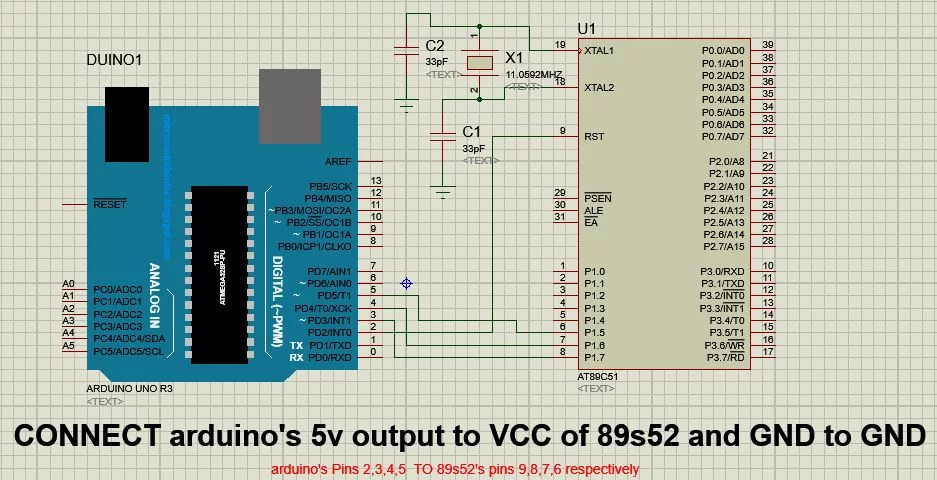 DUINO1
microcontrolandos.blogspot.com
RESET
AREF
PB5/SCK 13
PB4/MISO 12
~PB3/MOSI/OC2A 11
~ PB2/SS/OC1B 10
~ PB1/OC1A 9
PB0/ICP1/CLKO 8
PD7/AIN1 7
~ PD6/AIN0 6
~ PD5/T1 5
PD4/T0/XCK 4
~ PD3/INT1 3
PD2/INT0 2
TX PD1/TXD 1
RX PD0/RXD 0
1121
ATMEGA328P-PU
DIGITAL (~PWM)
ANALOG IN
A0 PC0/ADC0
A1 PC1/ADC1
A2 PC2/ADC2
A3 PC3/ADC3
A4 PC4/ADC4/SDA
A5 PC5/ADC5/SCL
ARDUINO UNO R3
<TEXT>
C2
33pF
<TEXT>
1
X1
11.0592MHZ
<TEXT>
2
C1
33pF
<TEXT>
U1
19 XTAL1
18 XTAL2
9 RST
29 PSEN
30 ALE
31 EA
1 P1.0
2 P1.1
3 P1.2
4 P1.3
5 P1.4
6 P1.5
7 P1.6
8 P1.7
P0.0/AD0 39
P0.1/AD1 38
P0.2/AD2 37
P0.3/AD3 36
P0.4/AD4 35
P0.5/AD5 34
P0.6/AD6 33
P0.7/AD7 32
P2.0/A8 21
P2.1/A9 22
P2.2/A10 23
P2.3/A11 24
P2.4/A12 25
P2.5/A13 26
P2.6/A14 27
P2.7/A15 28
P3.0/RXD 10
P3.1/TXD 11
P3.2/INT0 12
P3.3/INT1 13
P3.4/T0 14
P3.5/T1 15
P3.6/WR 16
P3.7/RD 17
AT89C51
<TEXT>
CONNECT arduino's 5v output to VCC of 89s52 and GND to GND
arduino's Pins 2,3,4,5 TO 89s52's pins 9,8,7,6 respectively